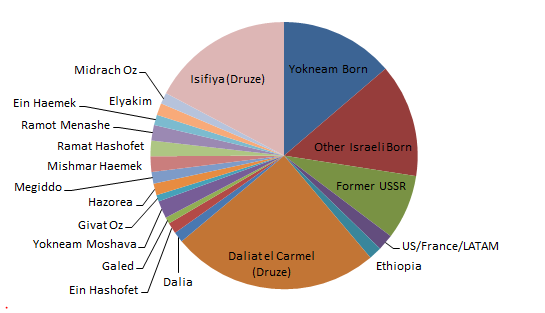 Yokneam Born
Other Israeli Born
Former USSR
US/France/LATAM
Ethiopia
Daliat el Carmel
(Druze)
Dalia
Ein Hashofet
Galed
Yokneam Moshava
Givat Oz
Hazorea
Megiddo
Mishmar Haemek
Ramat Hashofet
Ramot Menashe
Ein Haemek
Elyakim
Midrach Oz
Isifiya (Druze)